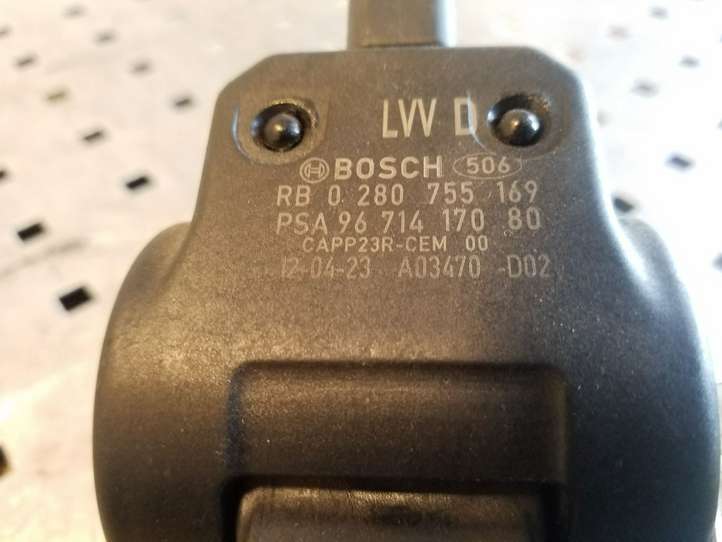 LW D
BOSCH 506
RB 0 280 755 169
PSA 96 714 170 80
CAPP23R-CEM 00
12-04-23 A03470 -D02